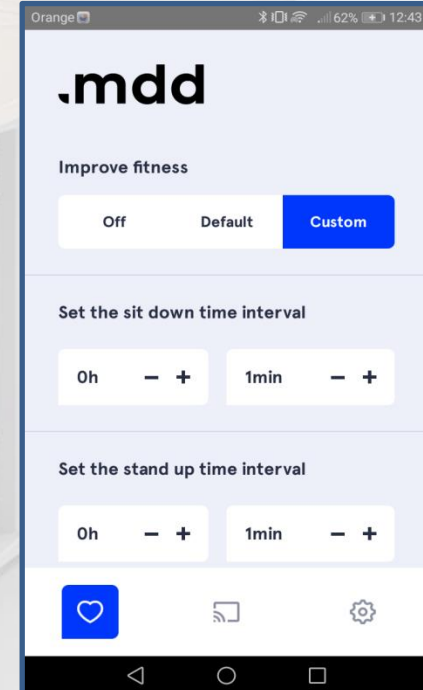 Orange 62% 12:43
.mdd
Improve fitness
Off Default Custom
Set the sit down time interval
0h − + 1min − +
Set the stand up time interval
0h − + 1min − +